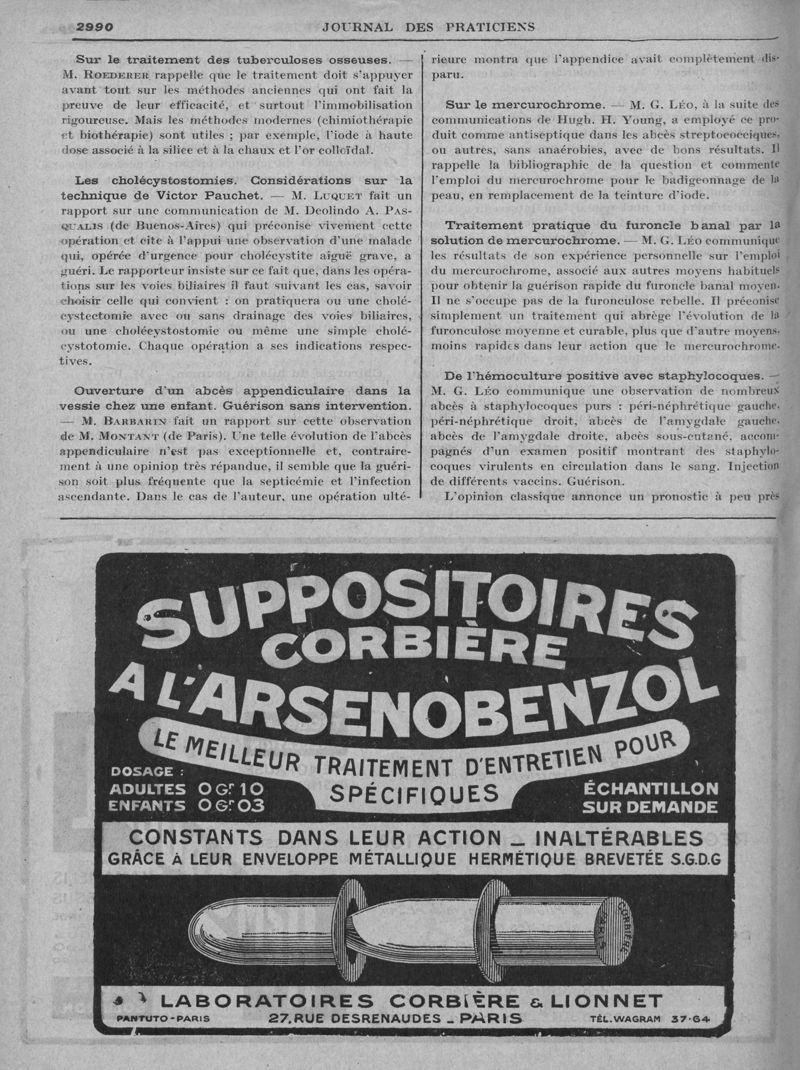 2990
JOURNAL DES PRATICIENS
Sur le traitement des tuberculoses osseuses. —
M. ROEDERER rappelle que le traitement doit s'appuyer
avant tout sur les méthodes anciennes qui ont fait la
preuve de leur efficacité, et surtout l'immobilisation
rigoureuse. Mais les méthodes modernes (chimiothérapie
et biothérapie) sont utiles ; par exemple, l'iode à haute
dose associé à la silice et à la chaux et l'or colloïdal.
Les cholécystostomies. Considérations sur la
technique de Victor Pauchet. — M. LUQUET fait un
rapport sur une communication de M. Deolindo A. PAS-
QUALIS (de Buenos-Aires) qui préconise vivement cette
opération et cite à l'appui une observation d'une malade
qui, opérée d'urgence pour cholécystite aiguë grave, a
guéri. Le rapporteur insiste sur ce fait que, dans les opéra-
tions sur les voies biliaires il faut suivant les cas, savoir
choisir celle qui convient : on pratiquera ou une cholé-
cystectomie avec ou sans drainage des voies biliaires,
ou une choléeystostomie ou même une simple cholé-
cystotomie. Chaque opération a ses indications respec-
tives.
Ouverture d'un abcès appendiculaire dans la
vessie chez une enfant. Guérison sans intervention.
— M. BARBARIN fait un rapport sur cette observation
de M. MONTANT (de Paris). Une telle évolution de l'abcès
appendiculaire n'est pas exceptionnelle et, contraire-
ment à une opinion très répandue, il semble que la guéri-
son soit plus fréquente que la septicémie et l'infection
ascendante. Dans le cas de l'auteur, une opération ulté-
rieure montra que l'appendice avait complètement dis-
paru.
Sur le mercurochrome. — M. G. LÉO, à la suite des
communications de Hugh. H. Young, a employé ce pro-
duit comme antiseptique dans les abcès streptococciques,
ou autres, sans anaérobies, avec de bons résultats. Il
rappelle la bibliographie de la question et commente
l'emploi du mercurochrome pour le badigeonnage de la
peau, en remplacement de la teinture d'iode.
Traitement pratique du furoncle banal par la
solution de mercurochrome. — M. G. LÉO communique
les résultats de son expérience personnelle sur l'emploi
du mercurochrome, associé aux autres moyens habituels
pour obtenir la guérison rapide du furoncle banal moyen.
Il ne s'occupe pas de la furonculose rebelle. Il préconise
simplement un traitement qui abrège l'évolution de la
furonculose moyenne et curable, plus que d'autre moyens,
moins rapides dans leur action que le mercurochrome.
De l'hémoculture positive avec staphylocoques. —
M. G. LÉO communique une observation de nombreux
abcès à staphylocoques purs : péri-néphrétique gauche,
péri-néphrétique droit, abcès de l'amygdale gauche,
abcès de l'amygdale droite, abcès sous-cutané, accom-
pagnés d'un examen positif montrant des staphylo-
coques virulents en circulation dans le sang. Injection
de différents vaccins. Guérison.
L'opinion classique annonce un pronostic à peu près
SUPPOSITOIRES
CORBIÈRE
A L'ARSENOBENZOL
LE MEILLEUR TRAITEMENT D'ENTRETIEN POUR
SPÉCIFIQUES
DOSAGE :
ADULTES 0 Gr 10
ENFANTS 0 Gr 03
ÉCHANTILLON
SUR DEMANDE
CONSTANTS DANS LEUR ACTION _ INALTÉRABLES
GRÂCE À LEUR ENVELOPPE MÉTALLIQUE HERMÉTIQUE BREVETÉE S.G.D.G
CORBIÈRE
PARIS
LABORATOIRES CORBIÈRE & LIONNET
PANTUTO-PARIS
27, RUE DESRENAUDES _ PARIS
TÉL. WAGRAM 37-64